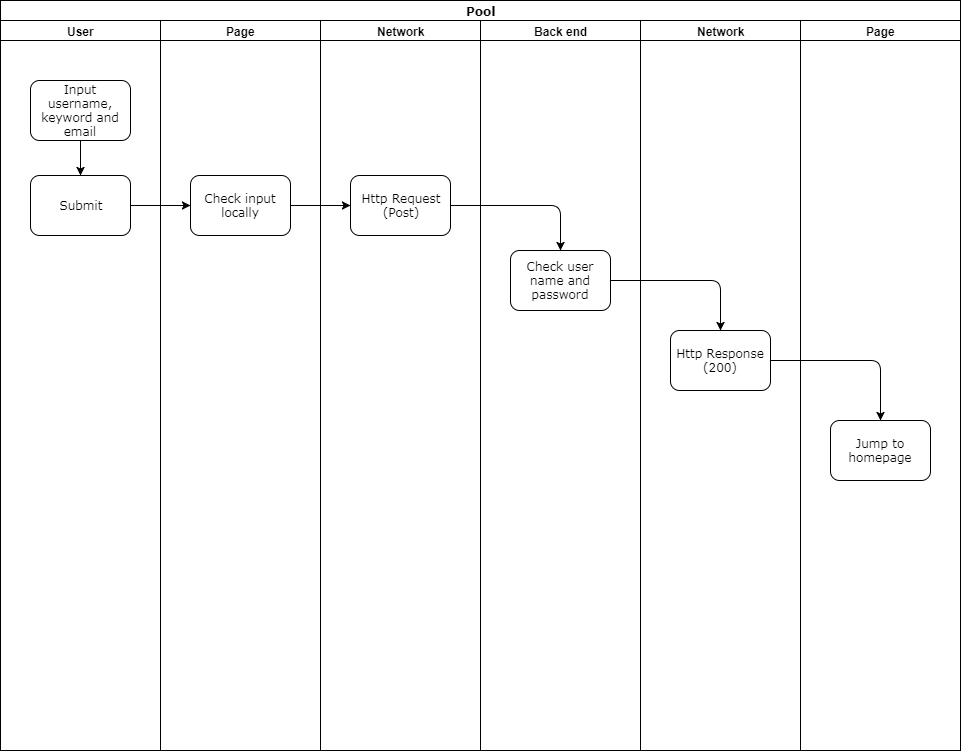 Pool
User
Page
Network
Back end
Network
Page
Input
username,
keyword and
email
Submit
Check input
locally
Http Request
(Post)
Check user
name and
password
Http Response
(200)
Jump to
homepage